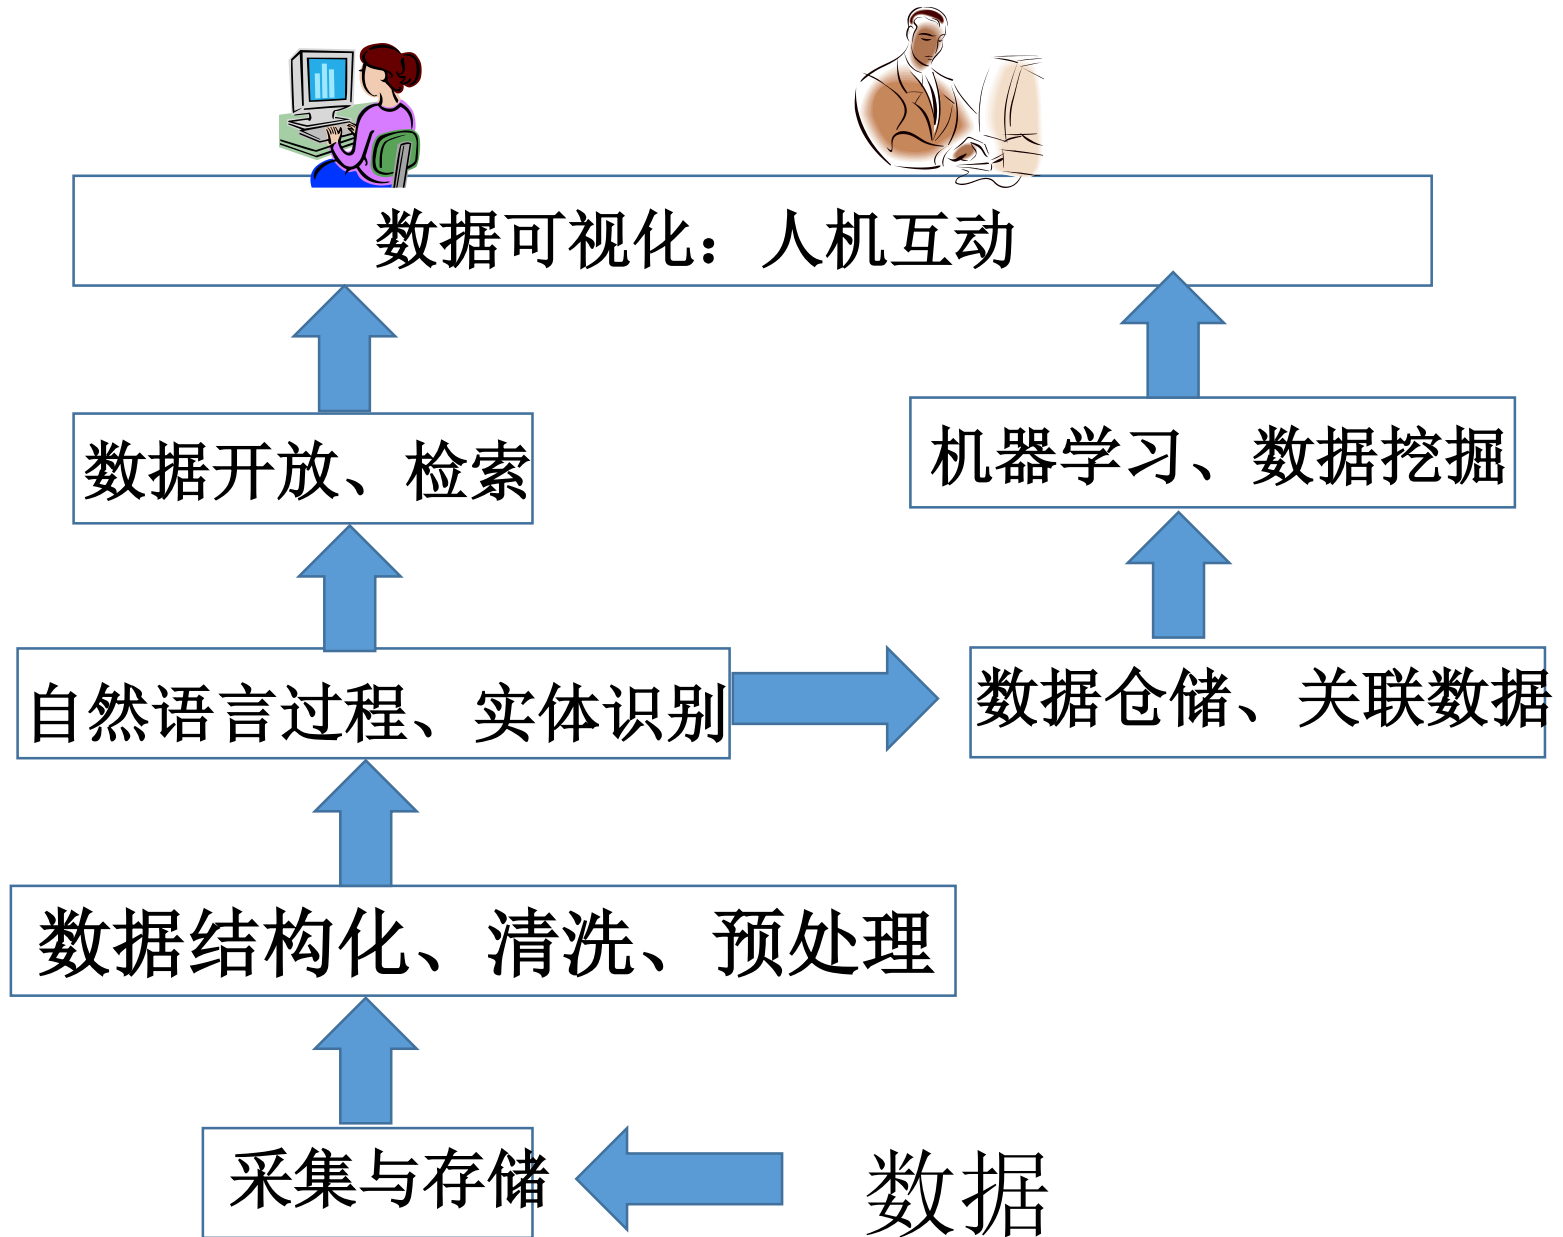 数据可视化：人机互动
数据开放、检索
机器学习、数据挖掘
自然语言过程、实体识别
数据仓储、关联数据
数据结构化、清洗、预处理
采集与存储
数据